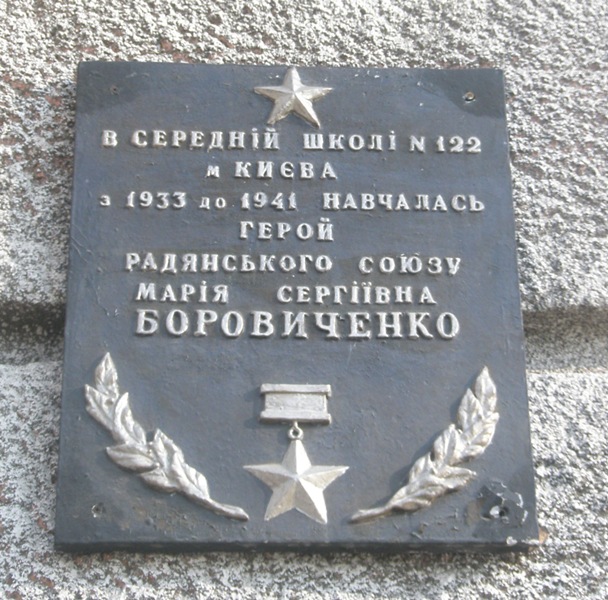 В СЕРЕДНІЙ ШКОЛІ N 122
м КИЄВА
з 1933 до 1941 НАВЧАЛАСЬ
ГЕРОЙ
РАДЯНСЬКОГО СОЮЗУ
МАРІЯ СЕРГІЇВНА
БОРОВИЧЕНКО